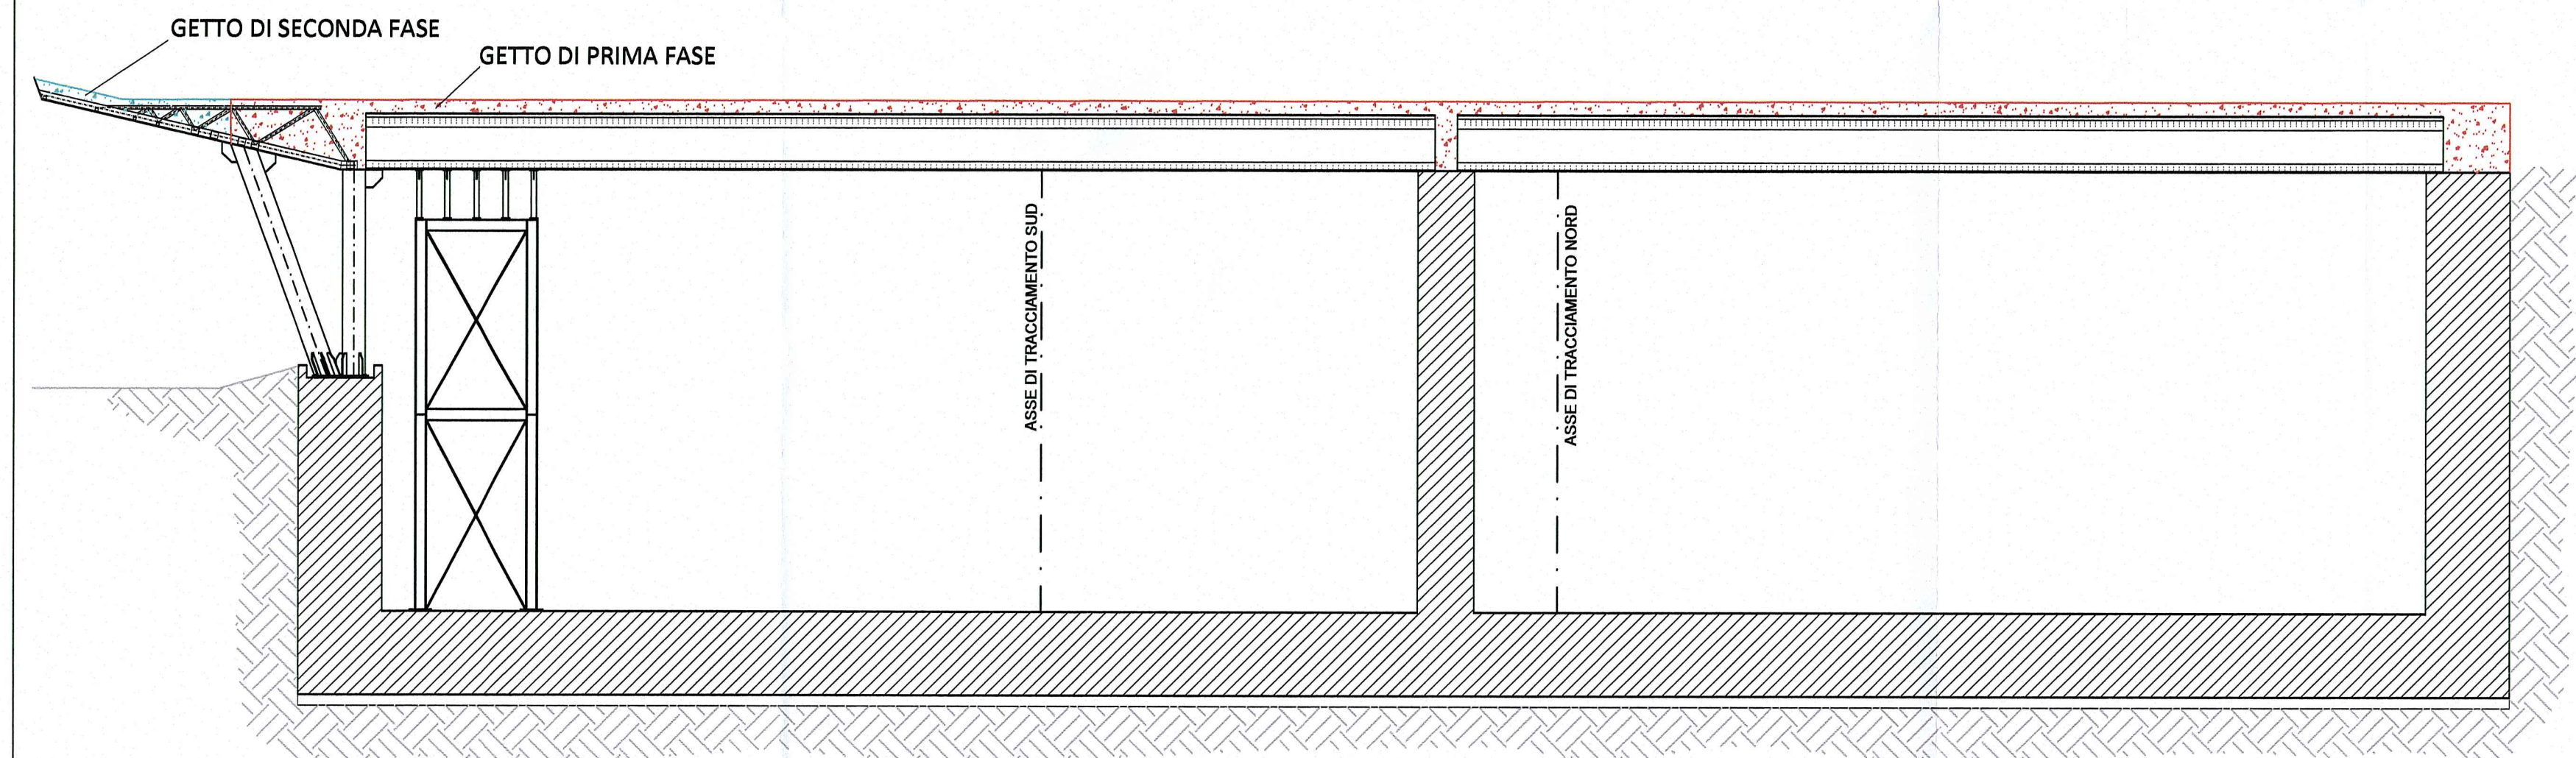 GETTO DI SECONDA FASE
GETTO DI PRIMA FASE
ASSE DI TRACCIAMENTO SUD
ASSE DI TRACCIAMENTO NORD